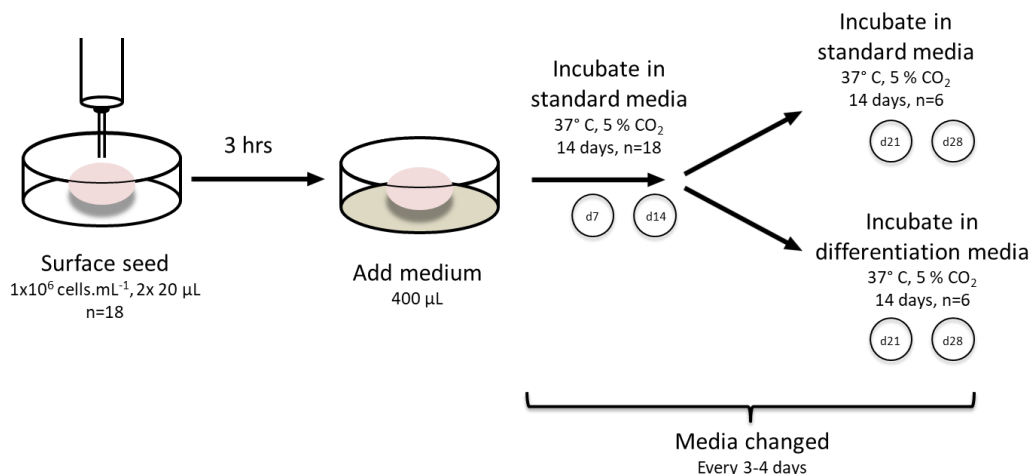 3 hrs
Surface seed
1x10⁶ cells.mL⁻¹, 2x 20 µL
n=18
Add medium
400 µL
Incubate in
standard media
37° C, 5 % CO₂
14 days, n=18
d7 d14
Incubate in
standard media
37° C, 5 % CO₂
14 days, n=6
d21 d28
Incubate in
differentiation media
37° C, 5 % CO₂
14 days, n=6
d21 d28
Media changed
Every 3-4 days